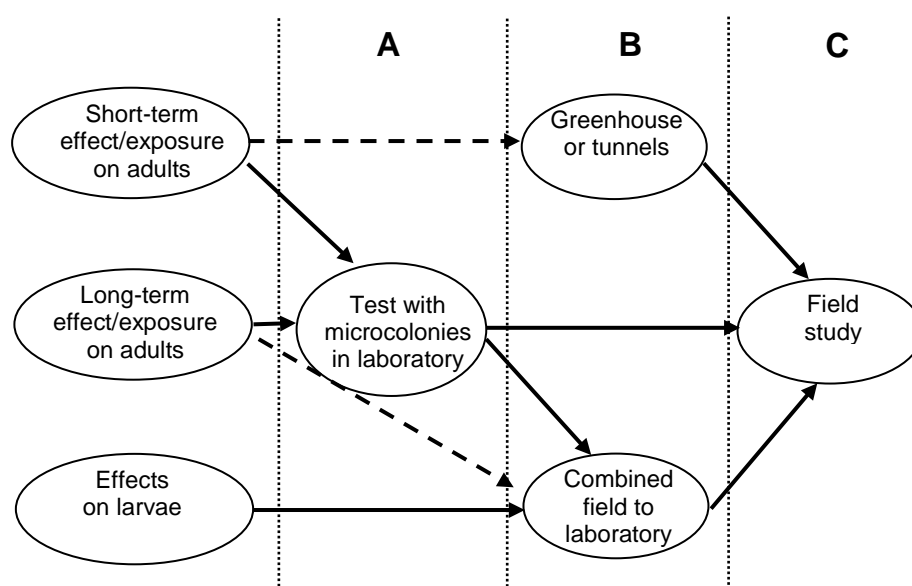 A
B
C
Short-term
effect/exposure
on adults
Greenhouse
or tunnels
Long-term
effect/exposure
on adults
Test with
microcolonies
in laboratory
Field
study
Effects
on larvae
Combined
field to
laboratory